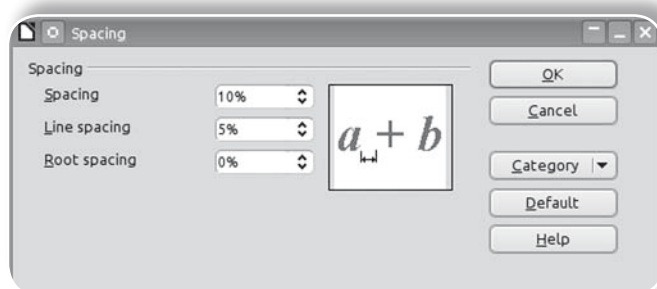 Spacing
Spacing
Spacing 10%
Line spacing 5%
Root spacing 0%
a + b
OK
Cancel
Category
Default
Help